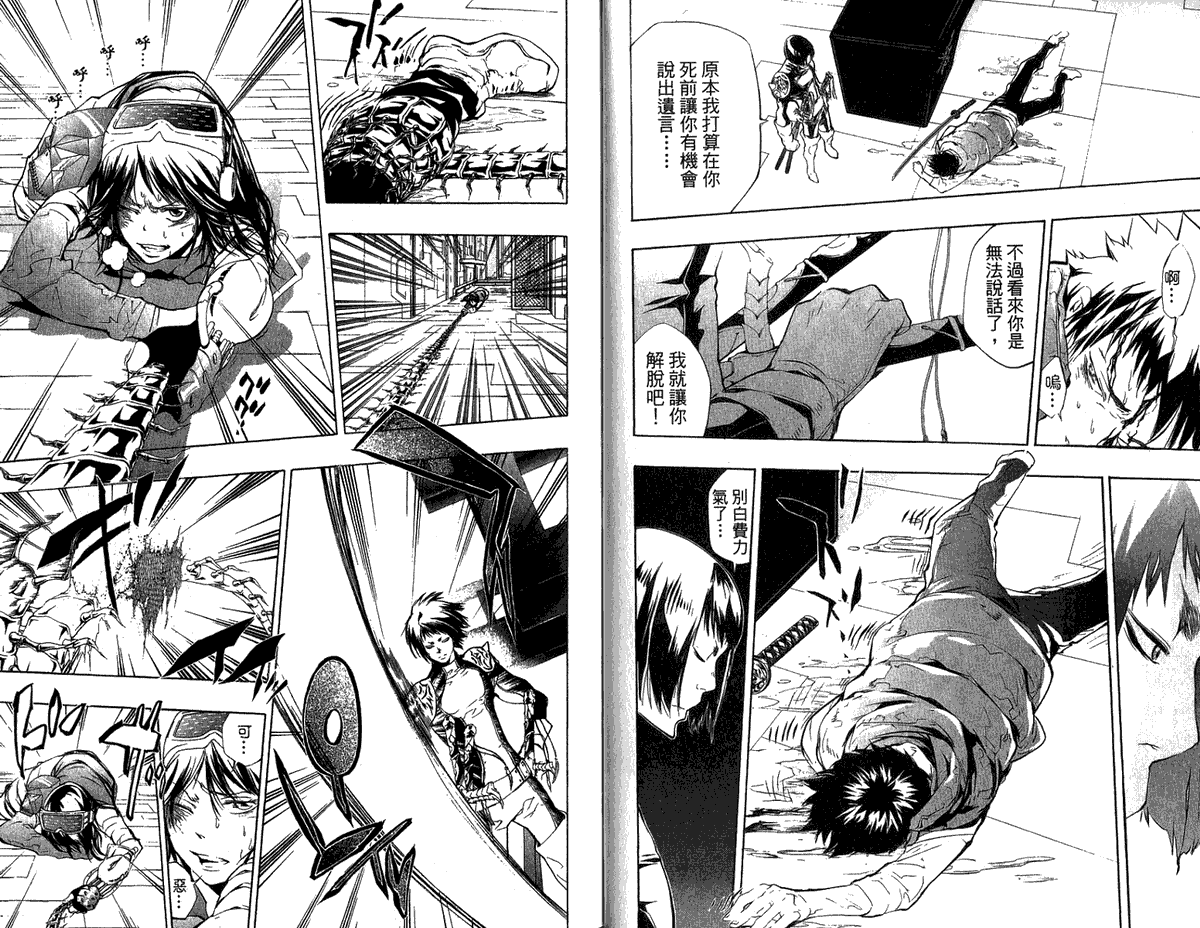 原本我打算在你
死前讓你有機會
說出遺言……
啊…
嗚…
不過看來你是
無法說話了，
我就讓你
解脫吧！
別白費力
氣了…
呼…
呼…
呼…
呼…
ググ…
可…
惡…